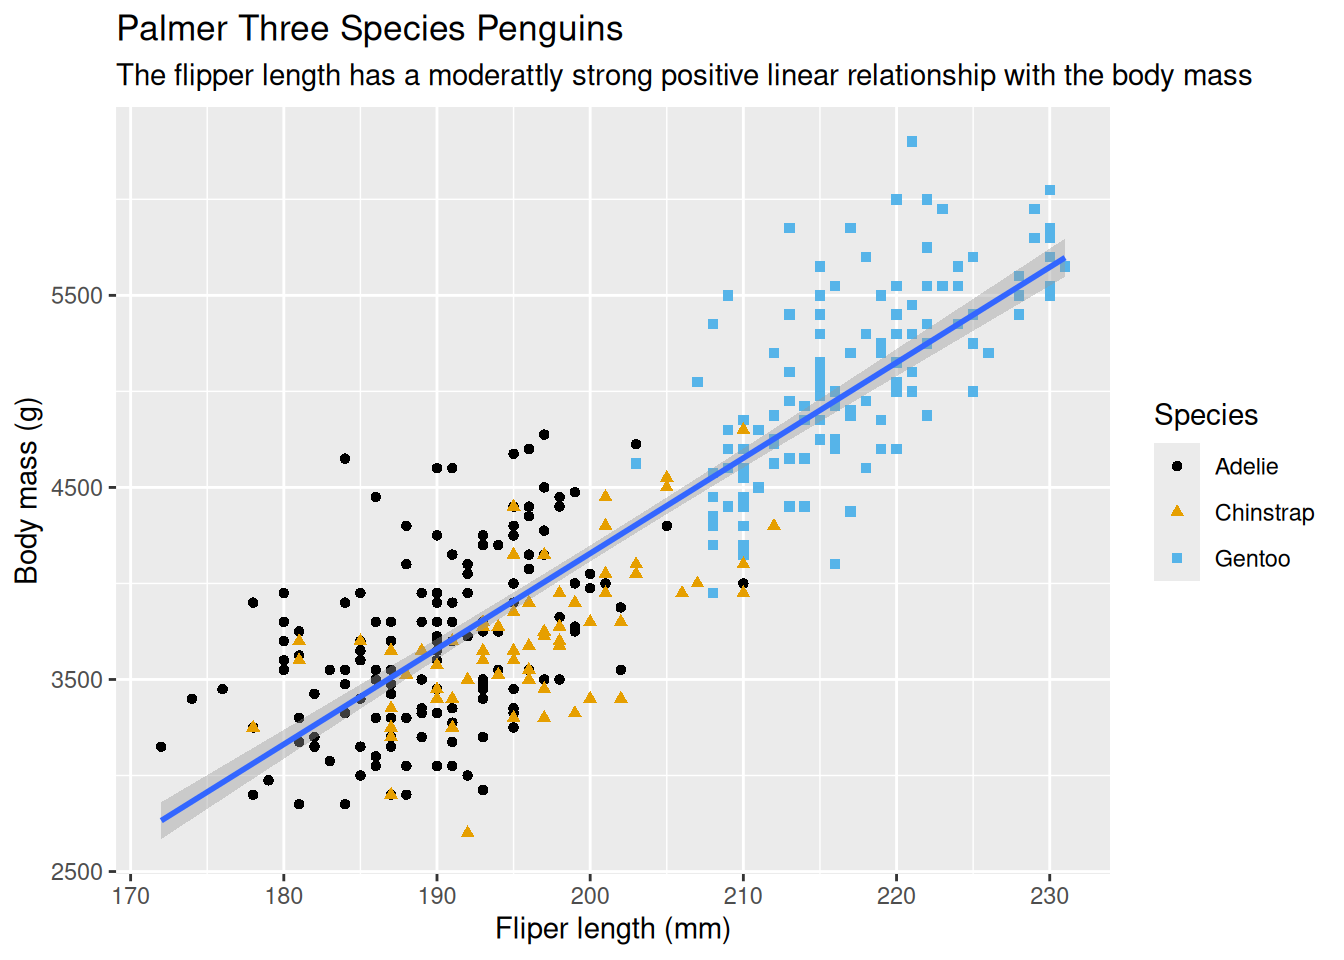 Palmer Three Species Penguins
The flipper length has a moderattly strong positive linear relationship with the body mass
Body mass (g)
5500
4500
3500
2500
170 180 190 200 210 220 230
Fliper length (mm)
Species
Adelie
Chinstrap
Gentoo